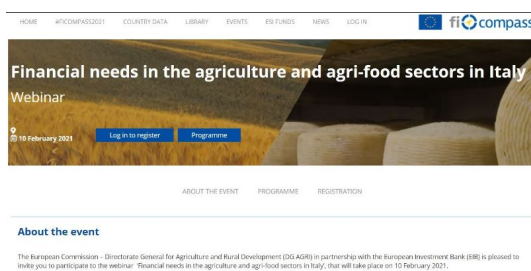 HOME #FICOMPASS2021 COUNTRY DATA LIBRARY EVENTS ESI FUNDS NEWS LOG IN
fi compass
Financial needs in the agriculture and agri-food sectors in Italy
Webinar
10 February 2021
Log in to register Programme
ABOUT THE EVENT PROGRAMME REGISTRATION
About the event
The European Commission – Directorate General for Agriculture and Rural Development (DG AGRI) in partnership with the European Investment Bank (EIB) is pleased to
invite you to participate to the webinar 'Financial needs in the agriculture and agri-food sectors in Italy', that will take place on 10 February 2021.